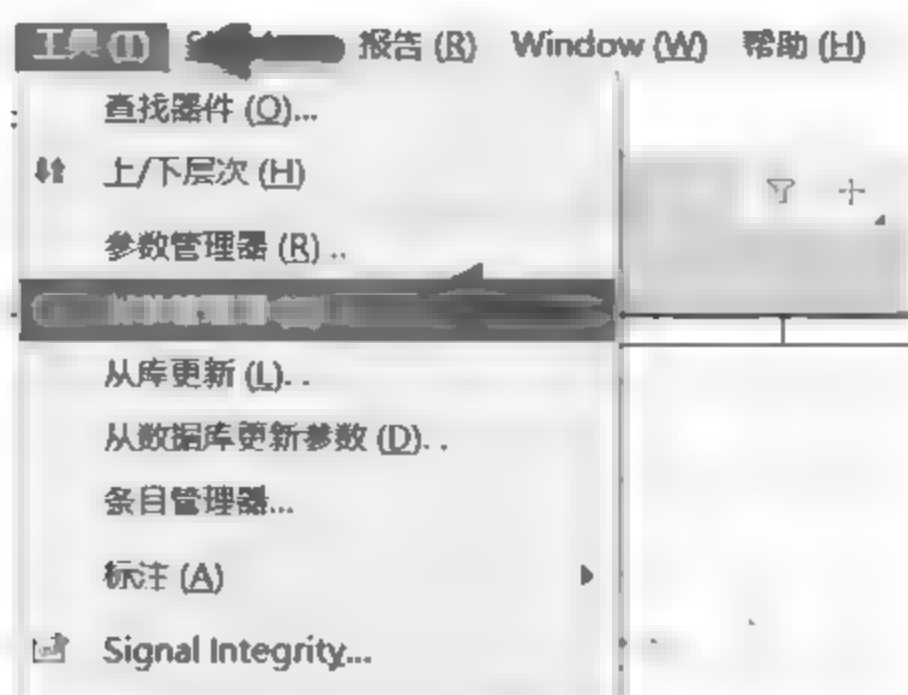 工具 (T) 报告 (R) Window (W) 帮助 (H)
查找器件 (O)...
上/下层次 (H)
参数管理器 (R) ..
从库更新 (L). .
从数据库更新参数 (D). .
条目管理器...
标注 (A)
Signal Integrity...